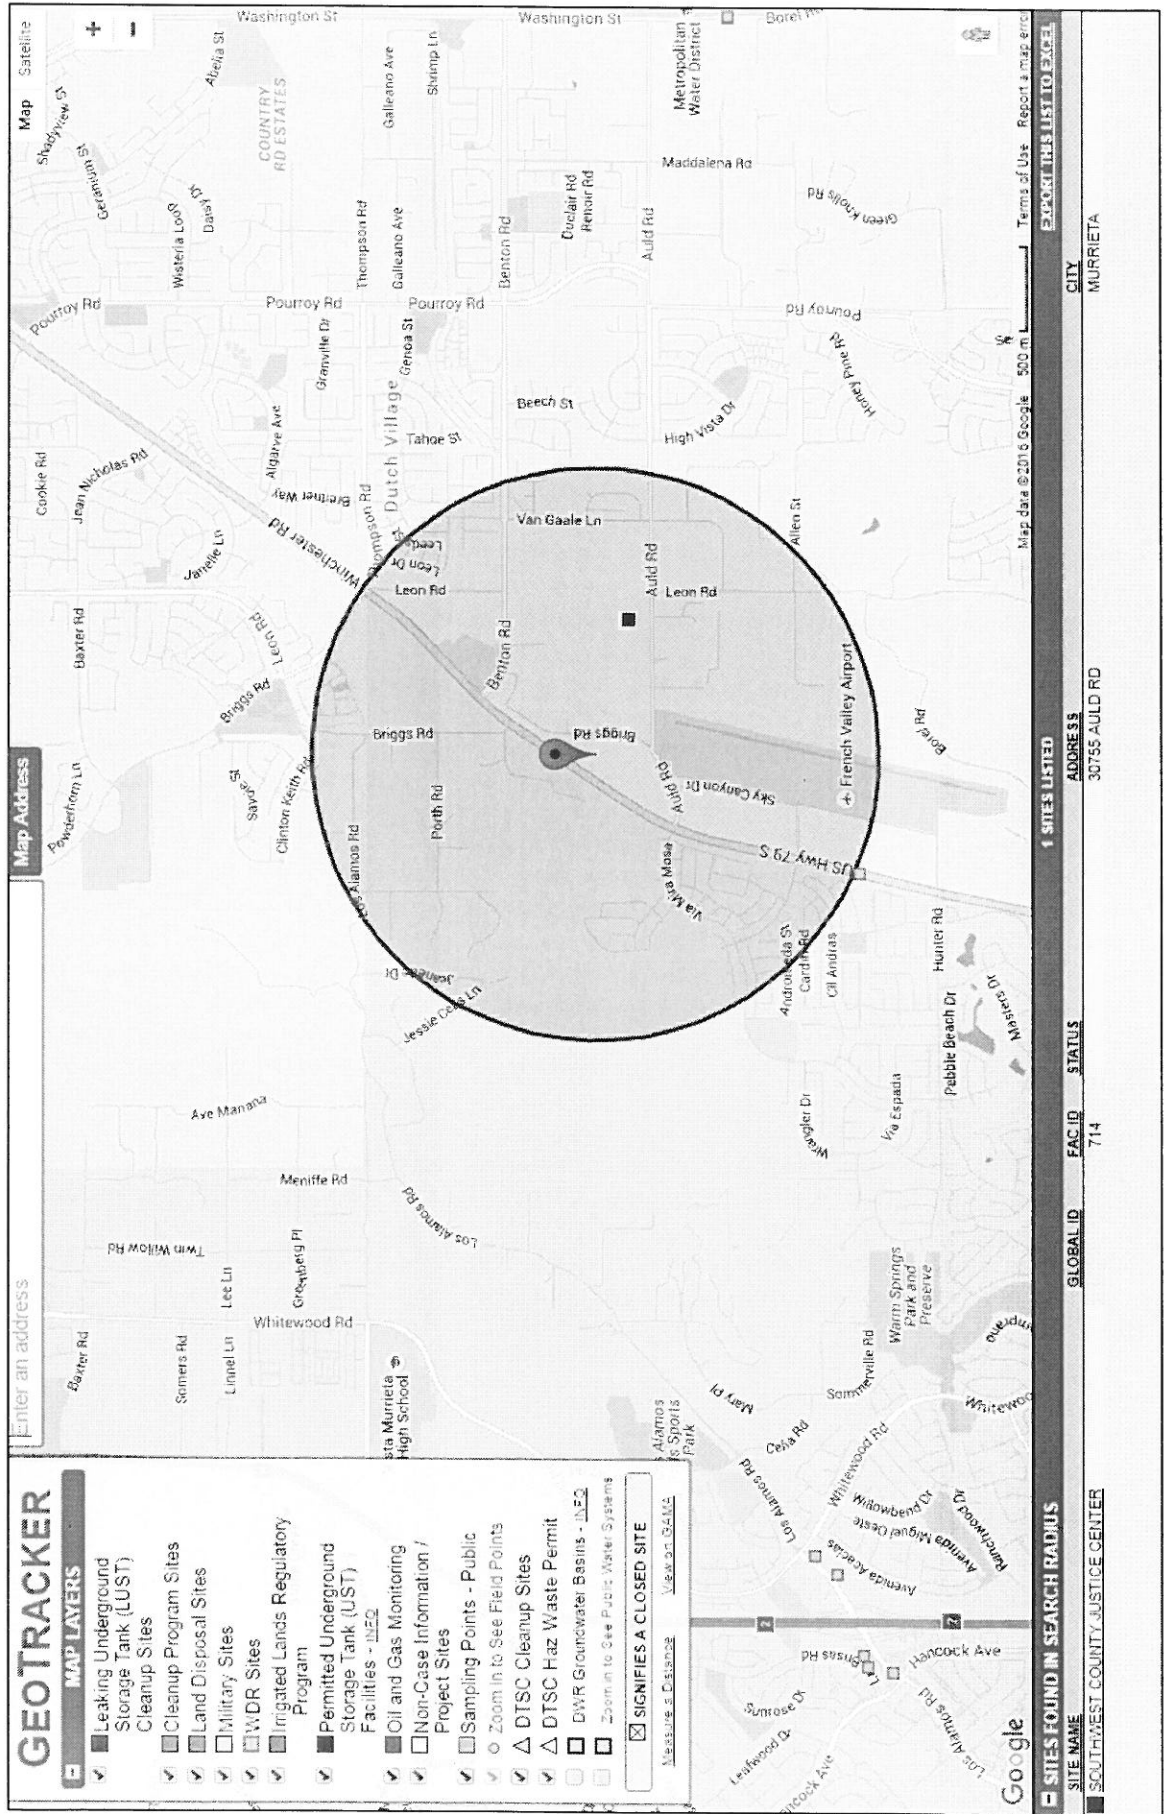 GEOTRACKER
Enter an address
Map Address
Map Satellite
+
−
− MAP LAYERS
✓ Leaking Underground
Storage Tank (LUST)
Cleanup Sites
✓ Cleanup Program Sites
✓ Land Disposal Sites
✓ Military Sites
✓ WDR Sites
✓ Irrigated Lands Regulatory
Program
✓ Permitted Underground
Storage Tank (UST)
Facilities - INFO
✓ Oil and Gas Monitoring
✓ Non-Case Information /
Project Sites
✓ Sampling Points - Public
✓ Zoom in to See Field Points
✓ DTSC Cleanup Sites
✓ DTSC Haz Waste Permit
DWR Groundwater Basins - INFO
Zoom in to See Public Water Systems
SIGNIFIES A CLOSED SITE
Measure a Distance View on GAMA
Baxter Rd
Twin Willow Rd
Somers Rd
Lee Ln
Linnel Ln
Greenberg Pl
Whitewood Rd
Meniffe Rd
Ave Manana
Los Alamos Rd
sta Murrieta
High School
Alamos
s Sports
Park
Mary Pl
Celia Rd
Los Alamos Rd
Sommerville Rd
Whitewood Rd
Willowbend Dr
Avenida Miguel Oeste
Avenida Acacias
Ranchwood Dr
Warm Springs
Park and
Preserve
Whitewoo
Hancock Ave
Los Alamos Rd
Sunrose Dr
Leafwood Dr
ncock Ave
Powderhorn Ln
Savoe St
Clinton Keith Rd
Briggs Rd
Leon Rd
Baxter Rd
Janelle Ln
Cookie Rd
Jean Nicholas Rd
Winchester Rd
Algarve Ave
Breitner Way
Thompson Rd
Dutch Village
Tahoe St
Granville Dr
Genoa St
Pourroy Rd
Pourroy Rd
Pourroy Rd
Shadyview St
Geranium St
Wisteria Loop
Daisy Dr
Abelia St
COUNTRY
RD ESTATES
Washington St
Washington St
Borel Rd
Thompson Rd
Galleano Ave
Galleano Ave
Shrimp Ln
Benton Rd
Duclair Rd
Renoir Rd
Auld Rd
Maddalena Rd
Metropolitan
Water District
Green Knolls Rd
Pourroy Rd
Honey Pine Rd
High Vista Dr
Beech St
Van Gaale Ln
Leeds St
Leon Dr
Leon Rd
Benton Rd
Briggs Rd
Briggs Rd
Porth Rd
Los Alamos Rd
Jeanette Dr
Jessie Cees Ln
Auld Rd
Leon Rd
Allen St
Auld Rd
Sky Canyon Dr
French Valley Airport
Borel Rd
US Hwy 79 S
Via Mira Mosa
Andromeda St
Cardin Rd
Cll Andras
Hunter Rd
Pebble Beach Dr
Masters Dr
Wrangler Dr
Via Espada
Google
Map data ©2015 Google 500 m
Terms of Use Report a map error
− SITES FOUND IN SEARCH RADIUS 1 SITES LISTED EXPORT THIS LIST TO EXCEL
SITE NAME GLOBAL ID FAC ID STATUS ADDRESS CITY
SOUTHWEST COUNTY JUSTICE CENTER 714 30755 AULD RD MURRIETA